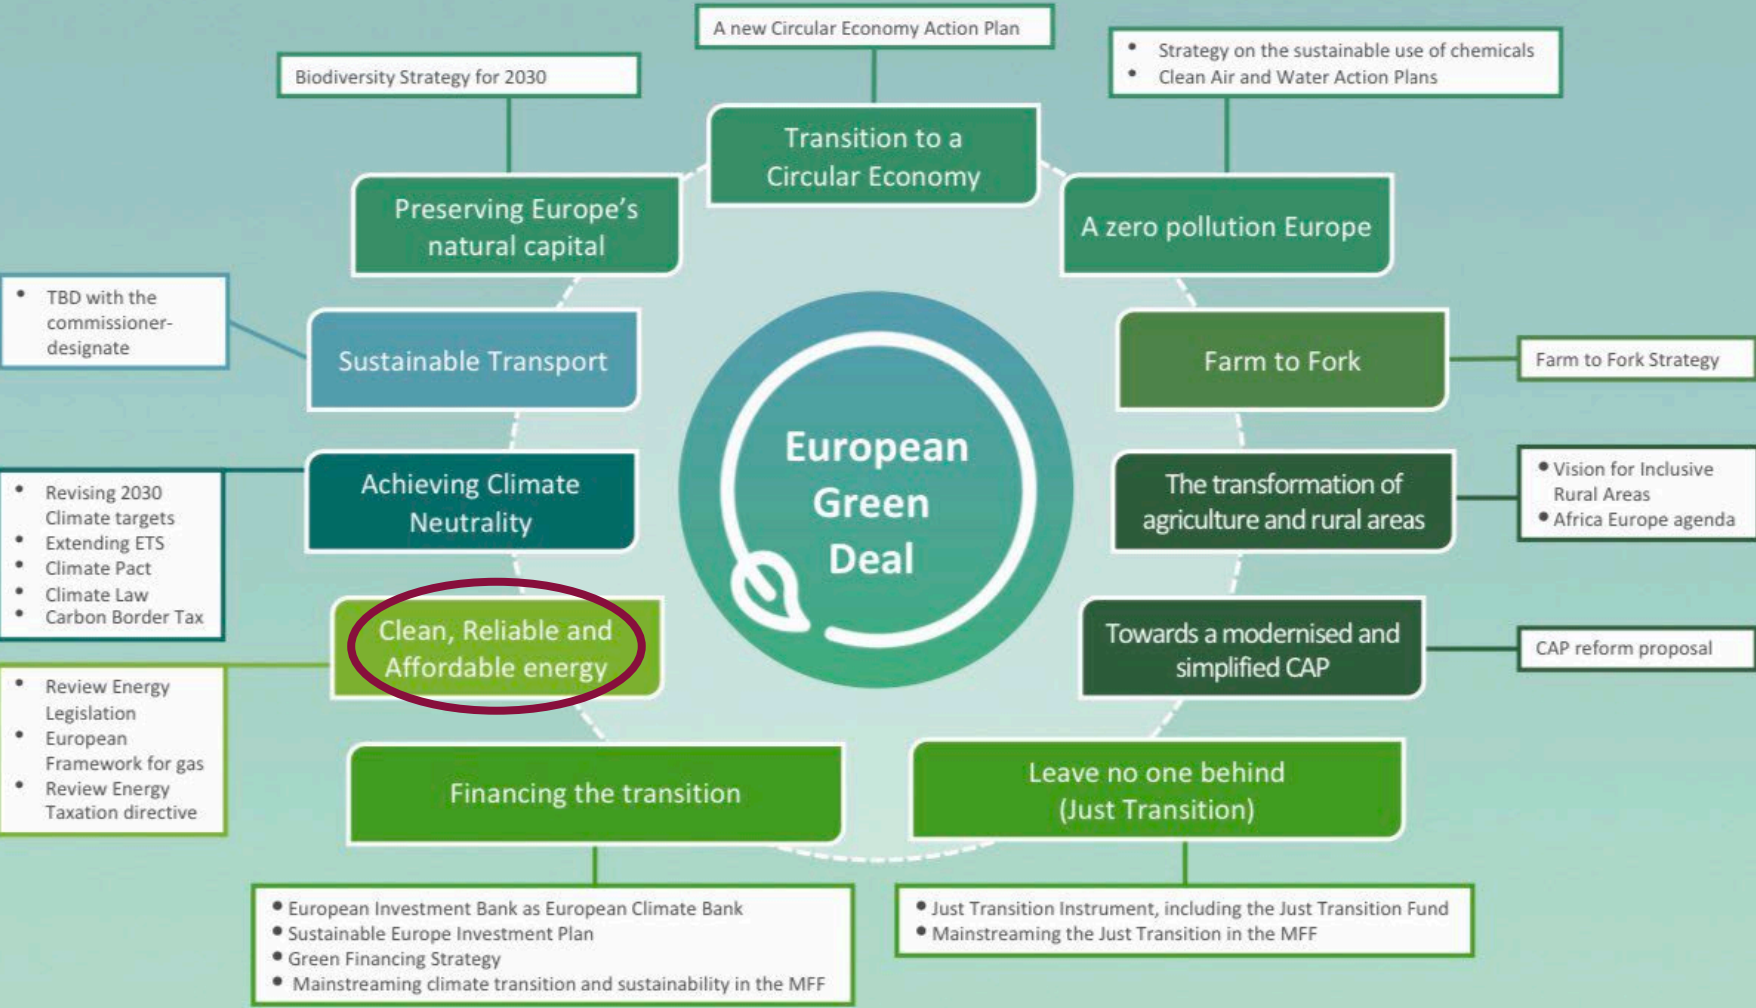 A new Circular Economy Action Plan
• Strategy on the sustainable use of chemicals
• Clean Air and Water Action Plans
Biodiversity Strategy for 2030
Transition to a
Circular Economy
Preserving Europe's
natural capital
A zero pollution Europe
• TBD with the
commissioner-
designate
Sustainable Transport
Farm to Fork
Farm to Fork Strategy
European
Green
Deal
Achieving Climate
Neutrality
The transformation of
agriculture and rural areas
• Vision for Inclusive
Rural Areas
• Africa Europe agenda
• Revising 2030
Climate targets
• Extending ETS
• Climate Pact
• Climate Law
• Carbon Border Tax
Clean, Reliable and
Affordable energy
Towards a modernised and
simplified CAP
CAP reform proposal
• Review Energy
Legislation
• European
Framework for gas
• Review Energy
Taxation directive
Financing the transition
Leave no one behind
(Just Transition)
• European Investment Bank as European Climate Bank
• Sustainable Europe Investment Plan
• Green Financing Strategy
• Mainstreaming climate transition and sustainability in the MFF
• Just Transition Instrument, including the Just Transition Fund
• Mainstreaming the Just Transition in the MFF